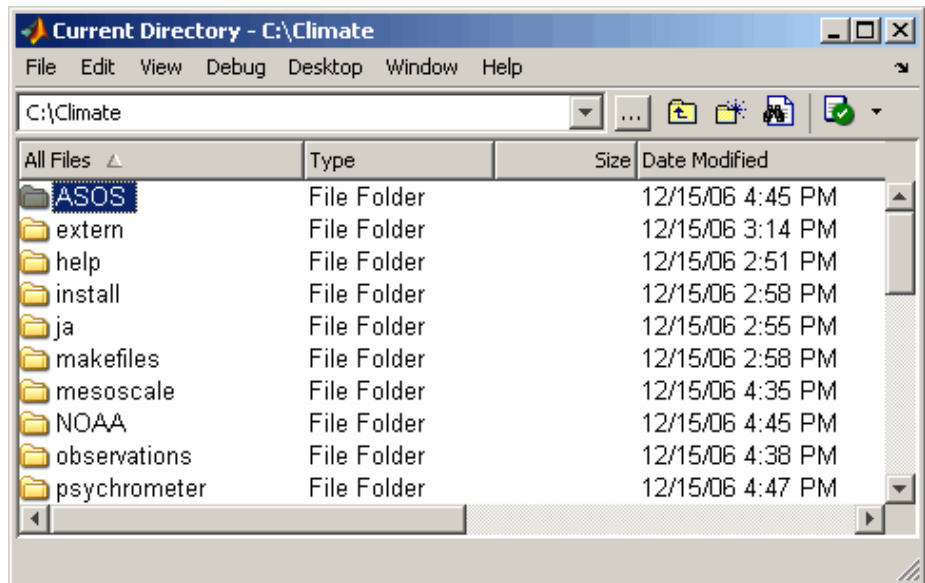 Current Directory - C:\Climate
File Edit View Debug Desktop Window Help
C:\Climate ...
All Files Type Size Date Modified
ASOS File Folder 12/15/06 4:45 PM
extern File Folder 12/15/06 3:14 PM
help File Folder 12/15/06 2:51 PM
install File Folder 12/15/06 2:58 PM
ja File Folder 12/15/06 2:55 PM
makefiles File Folder 12/15/06 2:58 PM
mesoscale File Folder 12/15/06 4:35 PM
NOAA File Folder 12/15/06 4:45 PM
observations File Folder 12/15/06 4:38 PM
psychrometer File Folder 12/15/06 4:47 PM